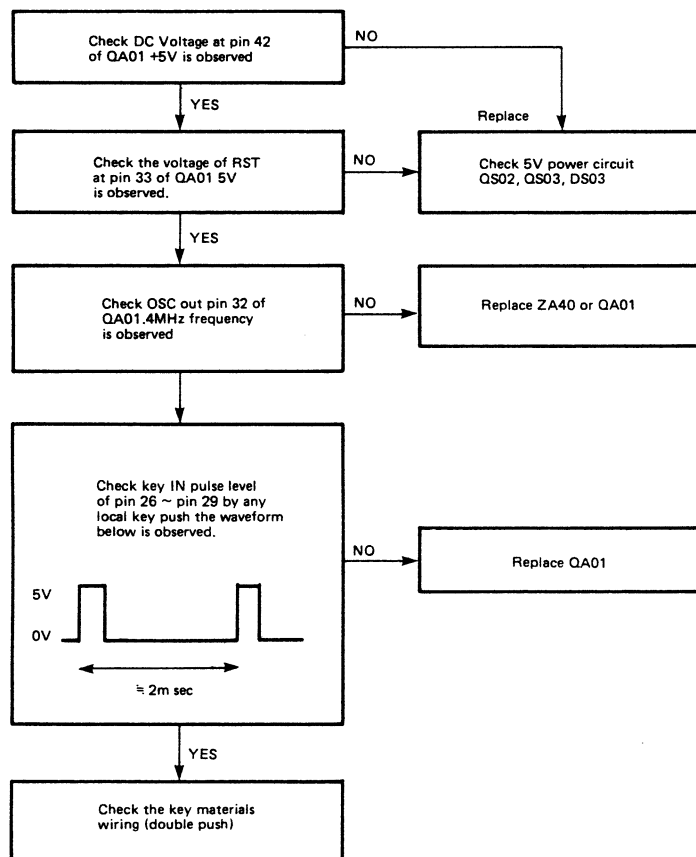 Check DC Voltage at pin 42
of QA01 +5V is observed
NO
YES
Replace
Check the voltage of RST
at pin 33 of QA01 5V
is observed.
NO
Check 5V power circuit
QS02, QS03, DS03
YES
Check OSC out pin 32 of
QA01.4MHz frequency
is observed
NO
Replace ZA40 or QA01
Check key IN pulse level
of pin 26 ~ pin 29 by any
local key push the waveform
below is observed.
NO
Replace QA01
5V
0V
≒ 2m sec
YES
Check the key materials
wiring (double push)